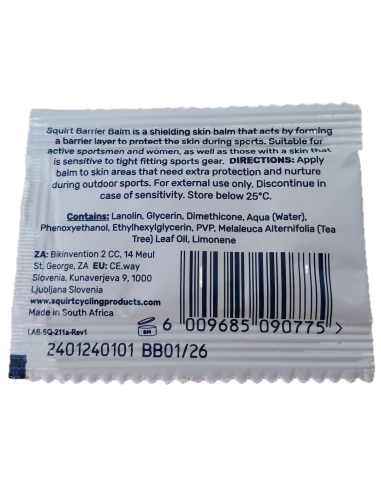 Squirt Barrier Balm is a shielding skin balm that acts by forming
a barrier layer to protect the skin during sports. Suitable for
active sportsmen and women, as well as those with a skin that
is sensitive to tight fitting sports gear. DIRECTIONS: Apply
balm to skin areas that need extra protection and nurture
during outdoor sports. For external use only. Discontinue in
case of sensitivity. Store below 25°C.
Contains: Lanolin, Glycerin, Dimethicone, Aqua (Water),
Phenoxyethanol, Ethylhexylglycerin, PVP, Melaleuca Alternifolia (Tea
Tree) Leaf Oil, Limonene
ZA: Bikinvention 2 CC, 14 Meul
St, George, ZA EU: CE.way
Slovenia, Kunaverjeva 9, 1000
Ljubljana Slovenia
www.squirtcyclingproducts.com
Made in South Africa
LAB-SQ-211a-Rev1
6M
6 009685 090775 >
2401240101 BB01/26